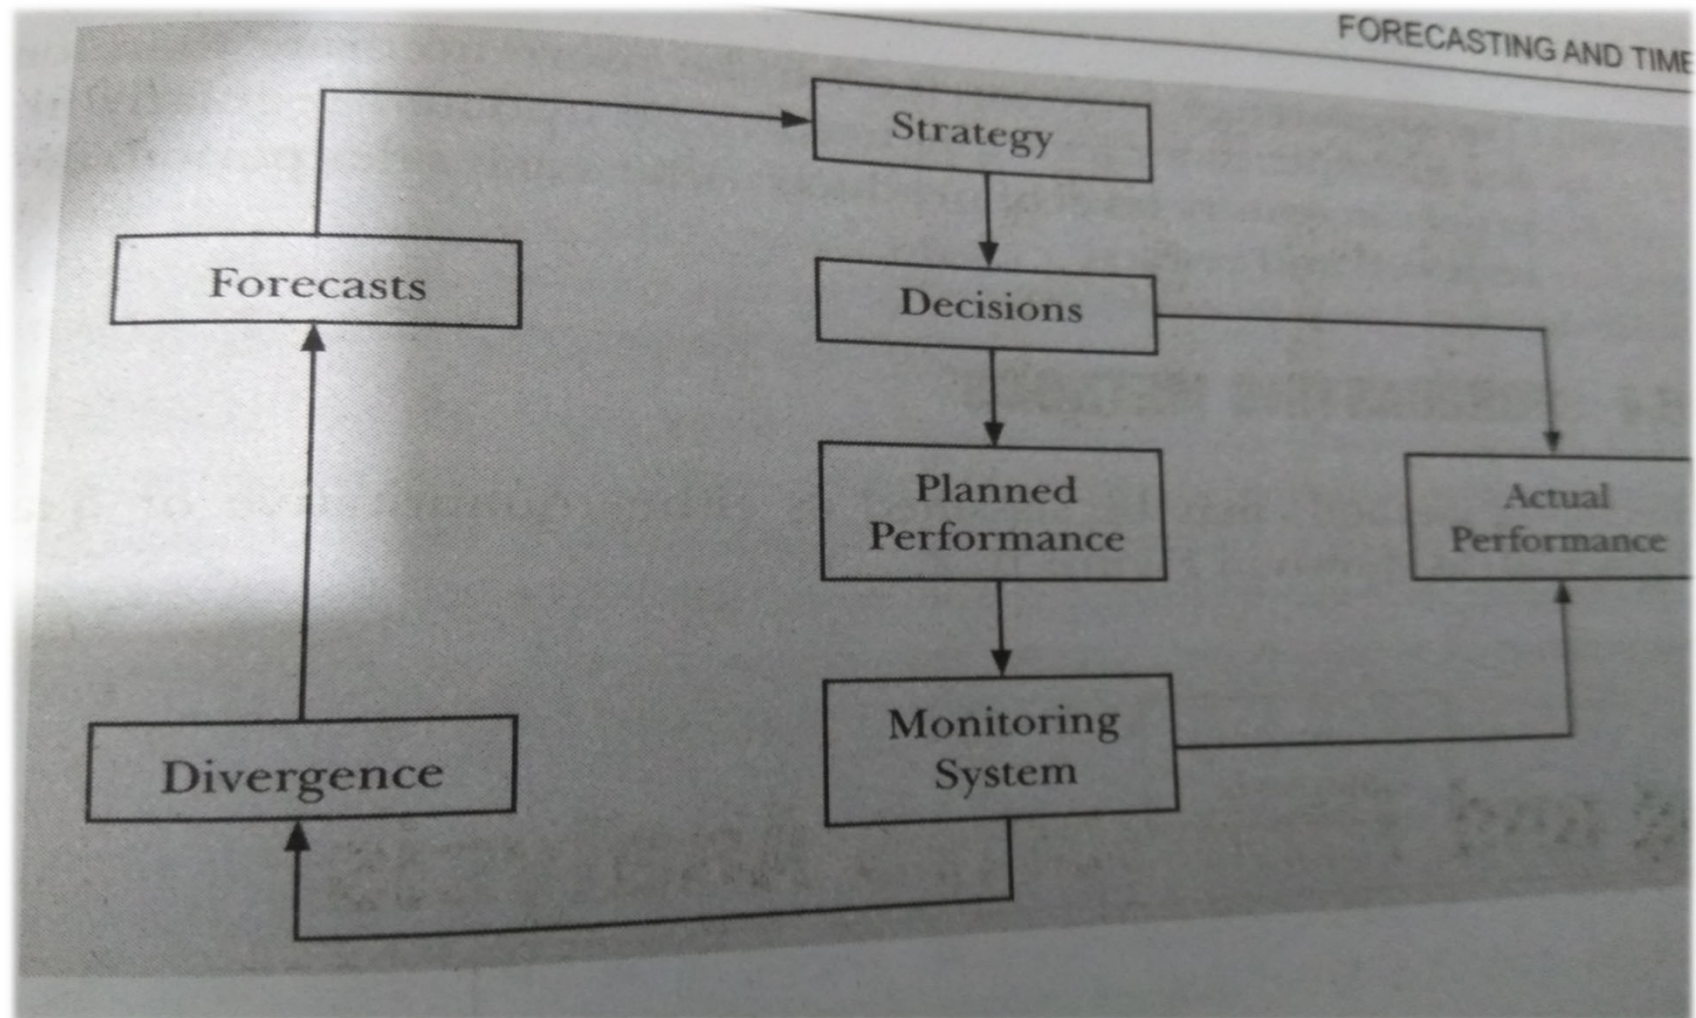 FORECASTING AND TIME
Strategy
Forecasts
Decisions
Planned
Performance
Actual
Performance
Monitoring
System
Divergence